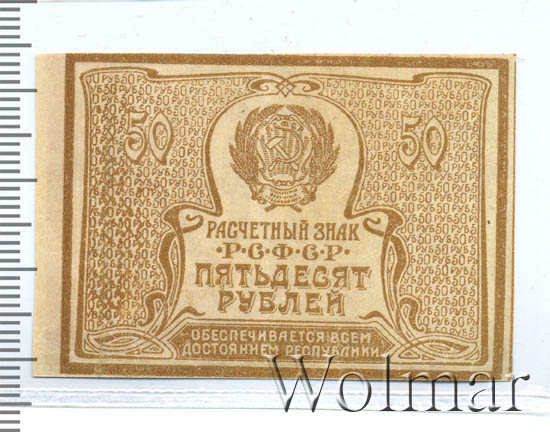 50 50
РАСЧЕТНЫЙ ЗНАК
Р·С·Ф·С·Р·
ПЯТЬДЕСЯТ
РУБЛЕЙ
ОБЕСПЕЧИВАЕТСЯ ВСЕМ
ДОСТОЯНИЕМ РЕСПУБЛИКИ
Wolmar